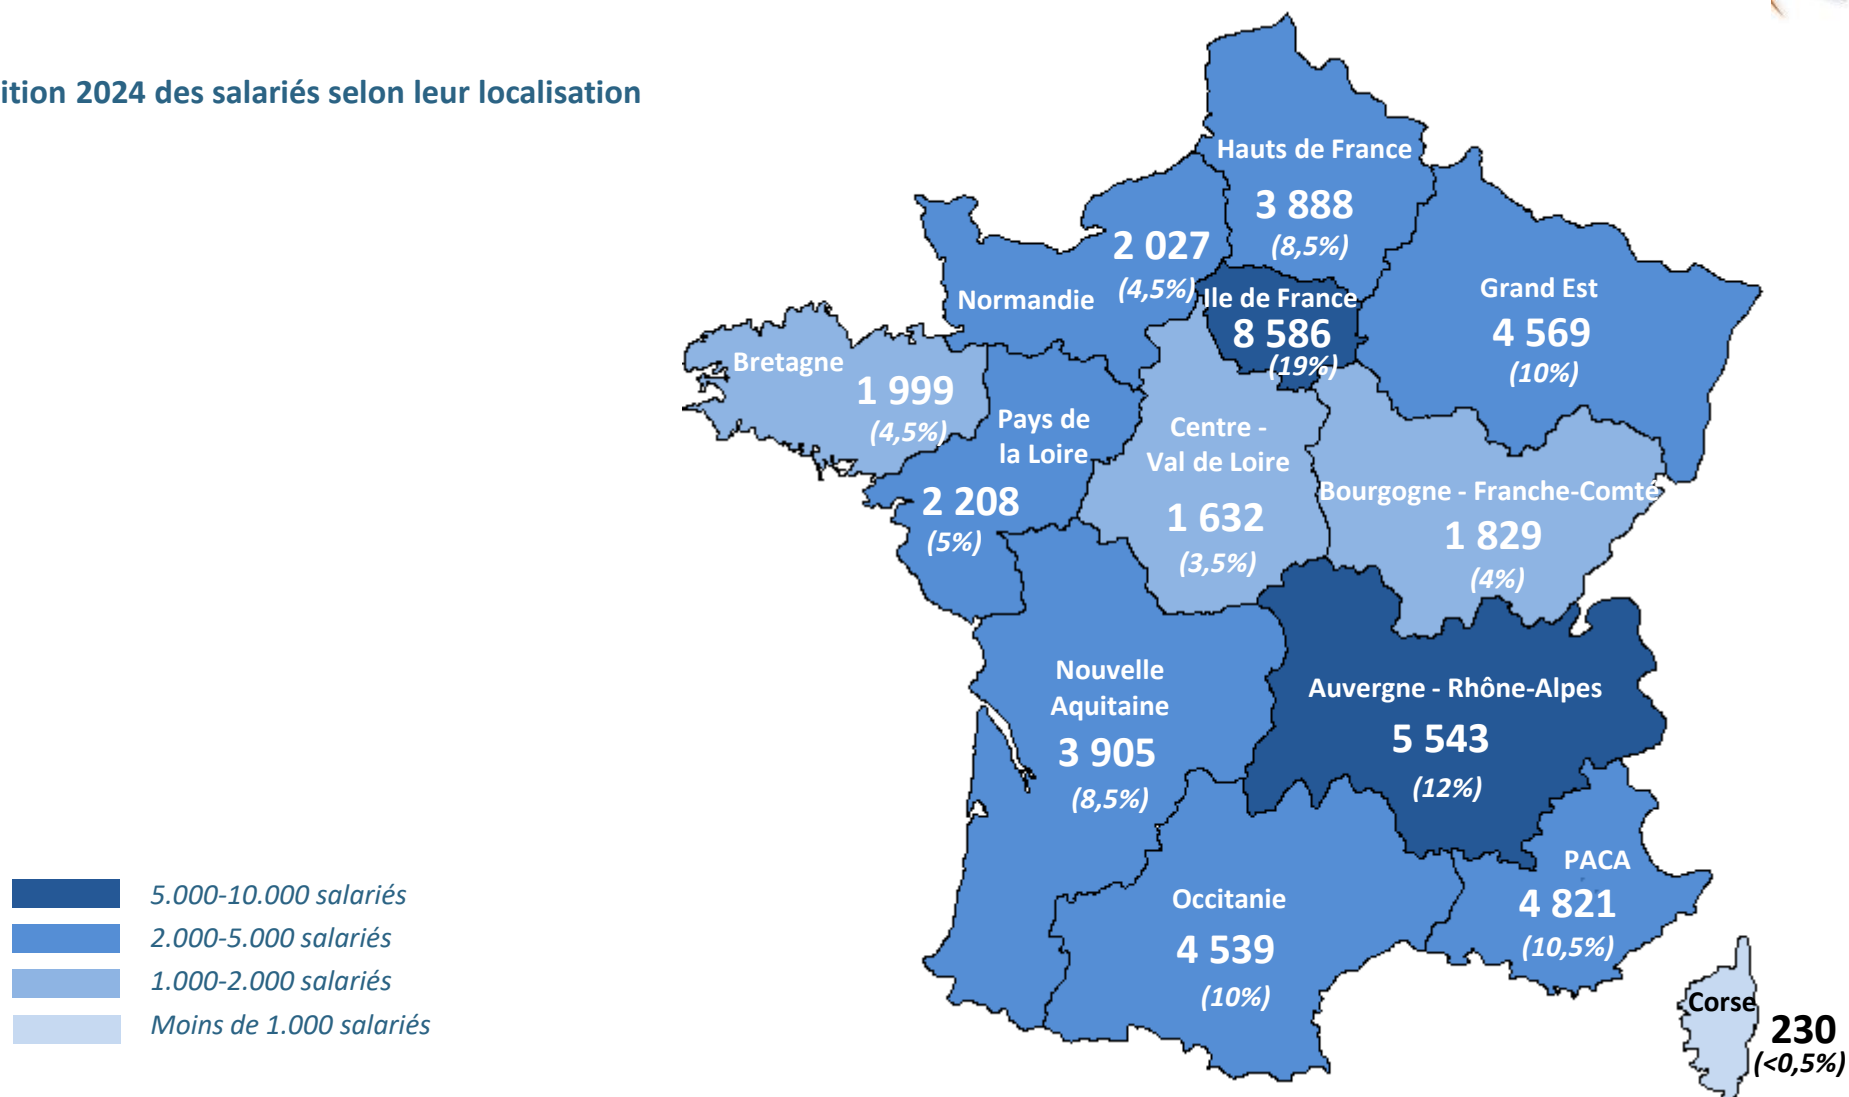 ition 2024 des salariés selon leur localisation
Hauts de France
3 888
(8,5%)
2 027
(4,5%)
Normandie
Ile de France
8 586
(19%)
Grand Est
4 569
(10%)
Bretagne
1 999
(4,5%)
Pays de
la Loire
2 208
(5%)
Centre -
Val de Loire
1 632
(3,5%)
Bourgogne - Franche-Comté
1 829
(4%)
Nouvelle
Aquitaine
3 905
(8,5%)
Auvergne - Rhône-Alpes
5 543
(12%)
PACA
4 821
(10,5%)
Occitanie
4 539
(10%)
Corse
230
(<0,5%)
5.000-10.000 salariés
2.000-5.000 salariés
1.000-2.000 salariés
Moins de 1.000 salariés